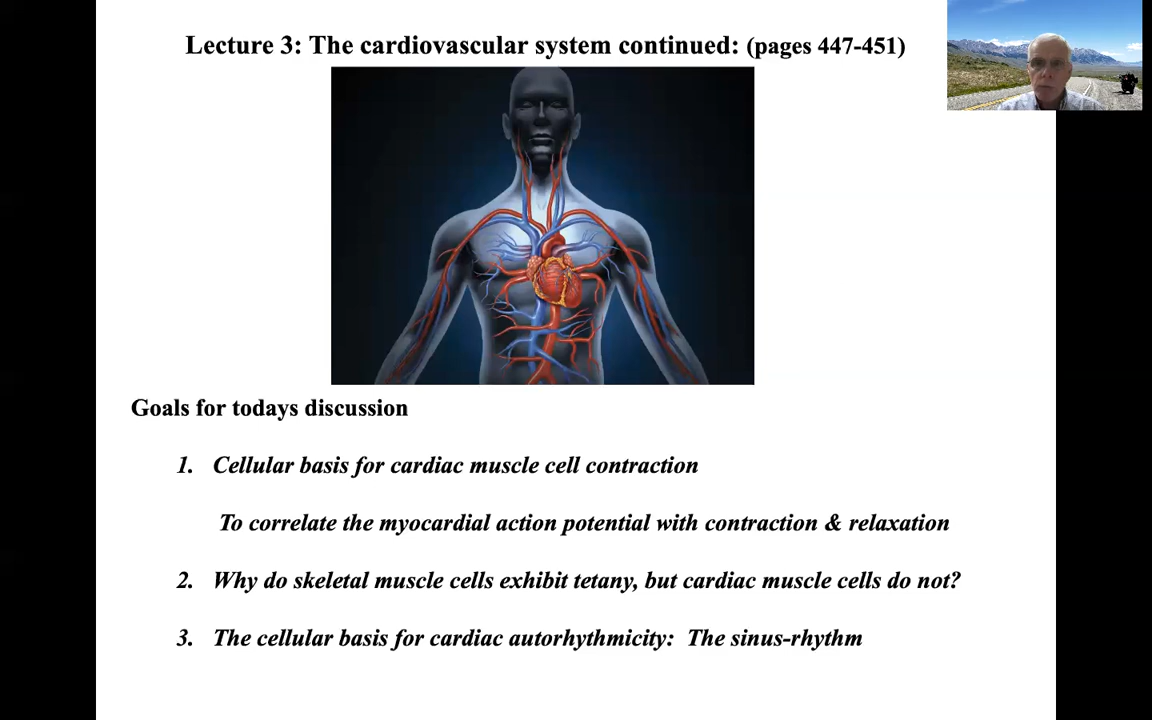 Lecture 3: The cardiovascular system continued: (pages 447-451)
Goals for todays discussion
1. Cellular basis for cardiac muscle cell contraction
To correlate the myocardial action potential with contraction & relaxation
2. Why do skeletal muscle cells exhibit tetany, but cardiac muscle cells do not?
3. The cellular basis for cardiac autorhythmicity: The sinus-rhythm